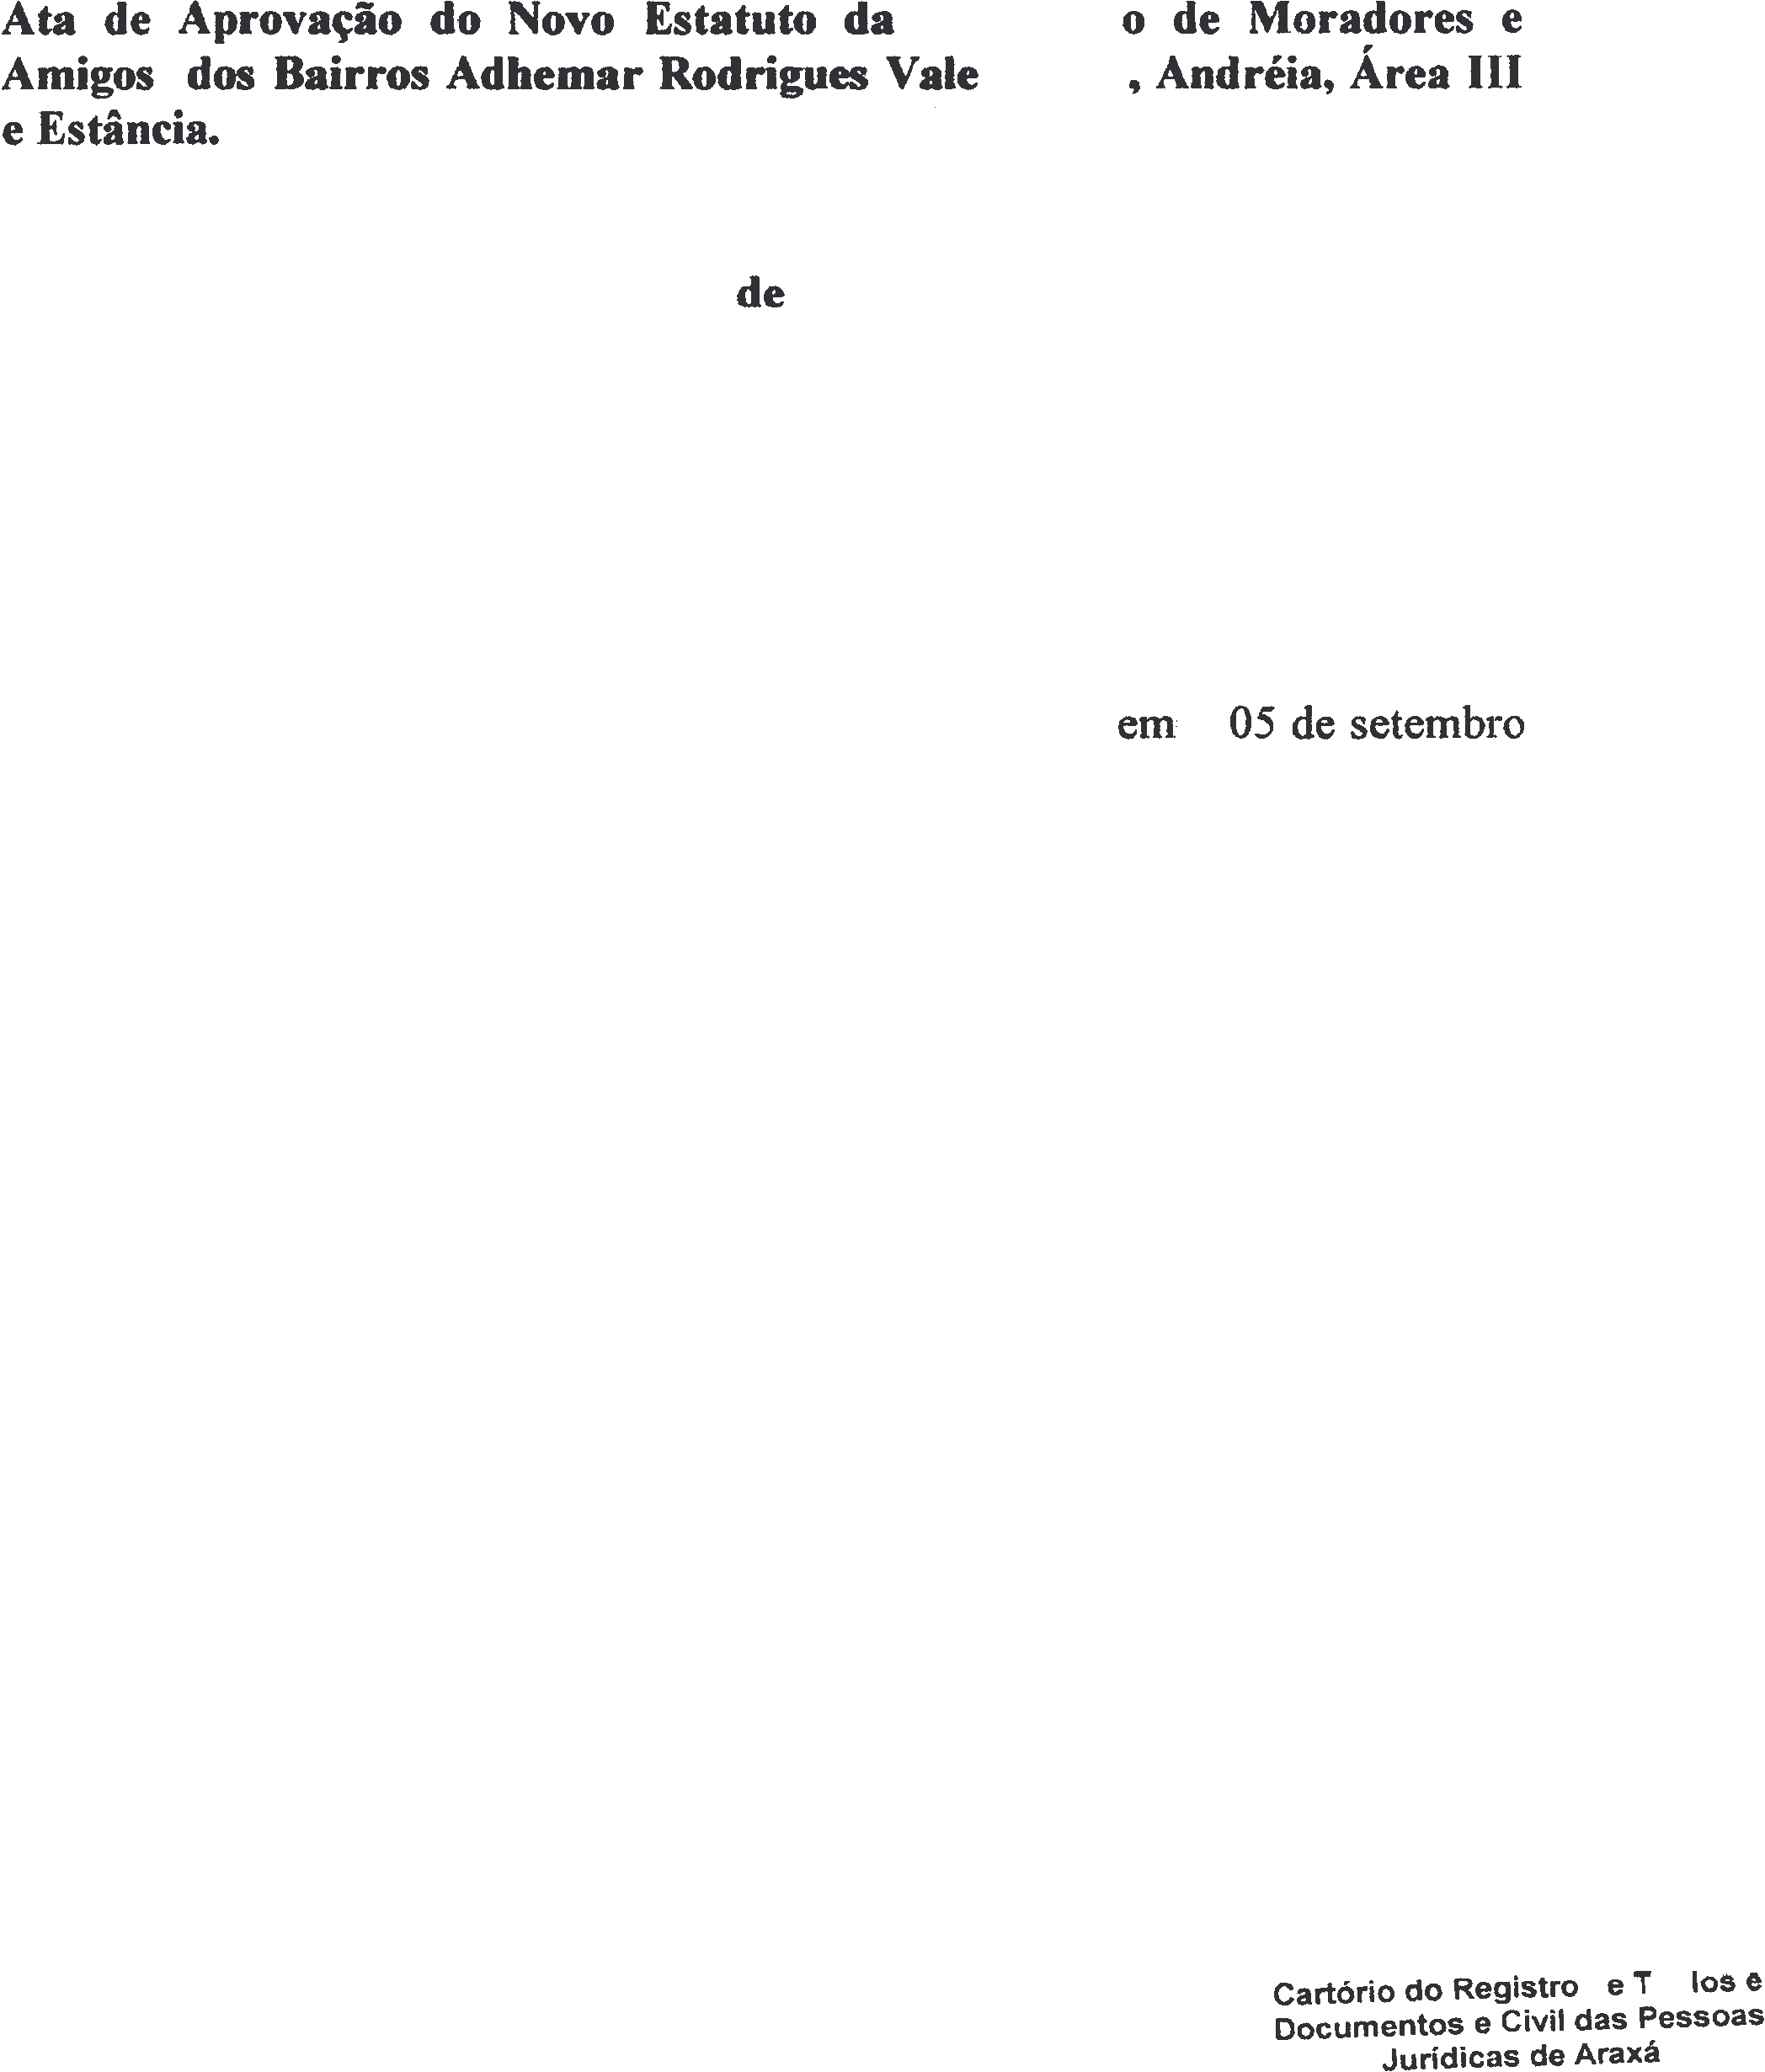 Ata de Aprovação do Novo Estatuto da o de Moradores e
Amigos dos Bairros Adhemar Rodrigues Vale , Andréia, Área III
e Estância.
de
em 05 de setembro
Cartório do Registro e T los e
Documentos e Civil das Pessoas
Jurídicas de Araxá